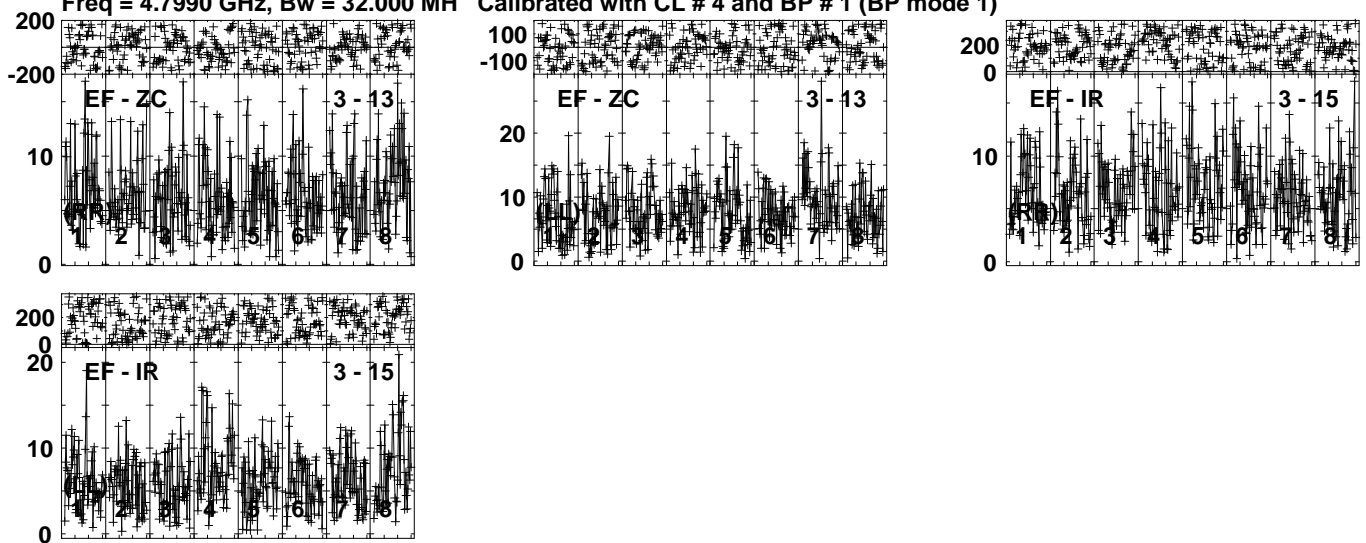 Freq = 4.7990 GHz, Bw = 32.000 MH Calibrated with CL # 4 and BP # 1 (BP mode 1)
200
-200
EF - ZC 3 - 13
10
(RR)
1 2 3 4 5 6 7 8
0
100
-100
EF - ZC 3 - 13
20
10
(LL)
1 2 3 4 5 6 7 8
0
200
0
EF - IR 3 - 15
10
(RR)
1 2 3 4 5 6 7 8
0
200
0
20
EF - IR 3 - 15
10
(LL)
1 2 3 4 5 6 7 8
0